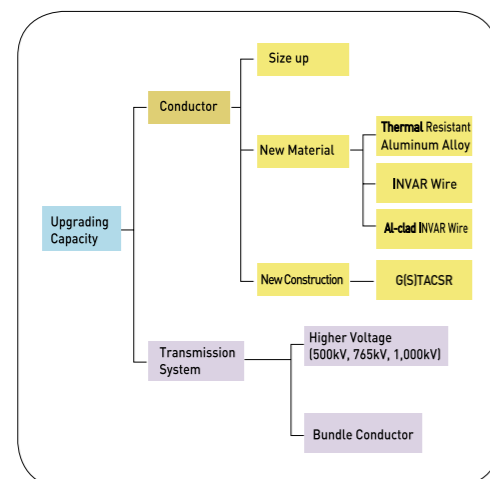 Size up
Conductor
Thermal Resistant
Aluminum Alloy
New Material
INVAR Wire
Upgrading
Capacity
Al-clad INVAR Wire
New Construction
G(S)TACSR
Higher Voltage
(500kV, 765kV, 1,000kV)
Transmission
System
Bundle Conductor